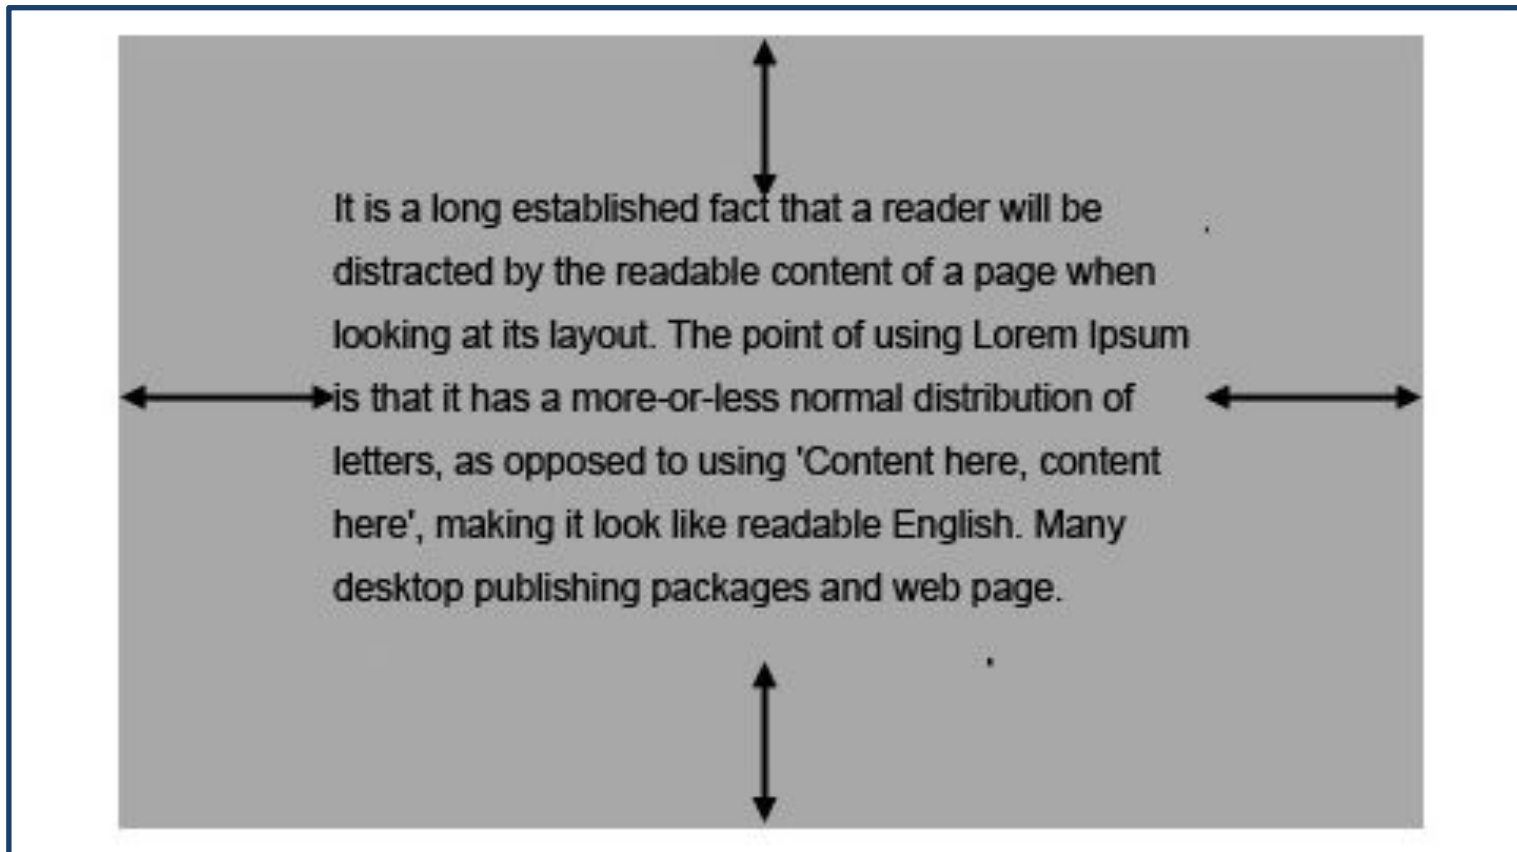 It is a long established fact that a reader will be
distracted by the readable content of a page when
looking at its layout. The point of using Lorem Ipsum
is that it has a more-or-less normal distribution of
letters, as opposed to using 'Content here, content
here', making it look like readable English. Many
desktop publishing packages and web page.